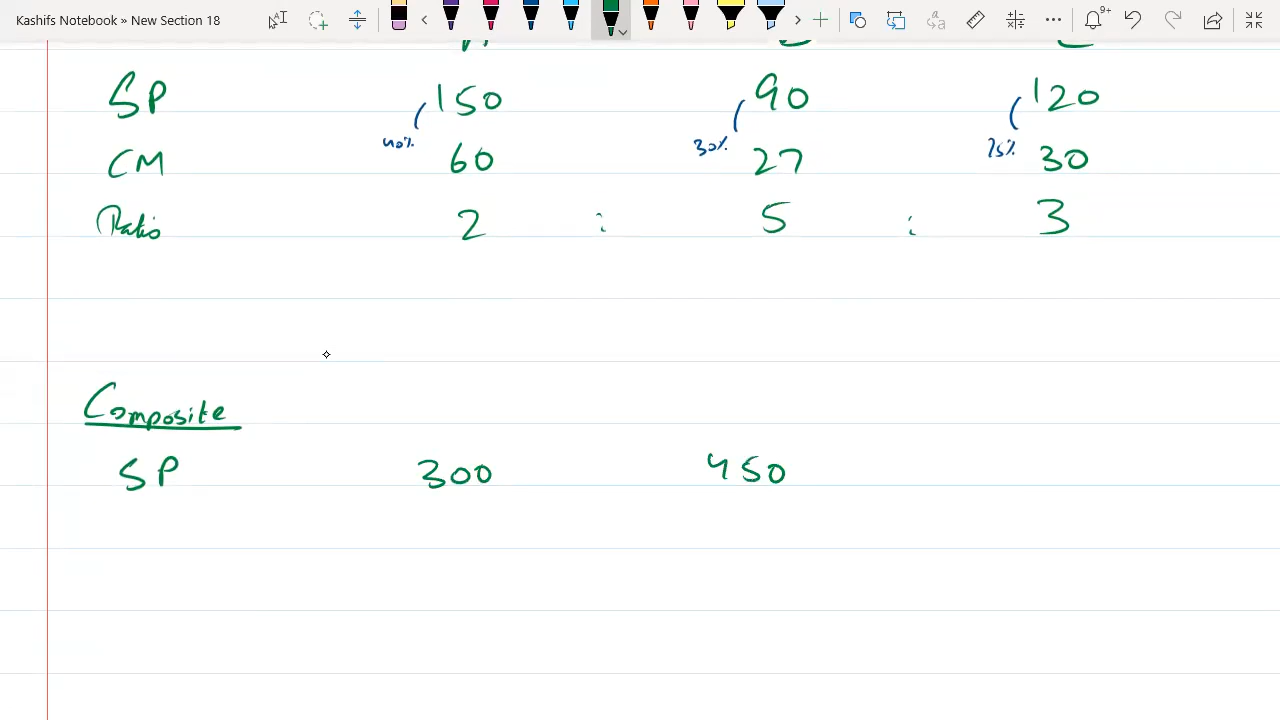 Kashifs Notebook » New Section 18
9+
SP 150 90 120
40% 30% 25%
CM 60 27 30
Ratio 2 : 5 : 3
Composite
SP 300 450